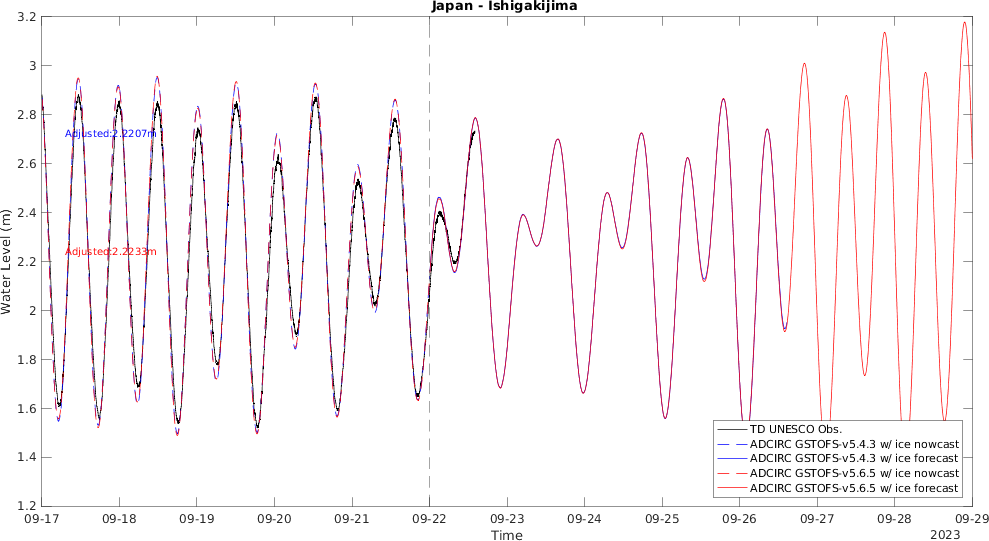 Japan - Ishigakijima
Water Level (m)
3.2
3
2.8
2.6
2.4
2.2
2
1.8
1.6
1.4
1.2
Adjusted:2.2207m
Adjusted:2.2233m
TD UNESCO Obs.
ADCIRC GSTOFS-v5.4.3 w/ ice nowcast
ADCIRC GSTOFS-v5.4.3 w/ ice forecast
ADCIRC GSTOFS-v5.6.5 w/ ice nowcast
ADCIRC GSTOFS-v5.6.5 w/ ice forecast
09-17 09-18 09-19 09-20 09-21 09-22 09-23 09-24 09-25 09-26 09-27 09-28 09-29
Time
2023